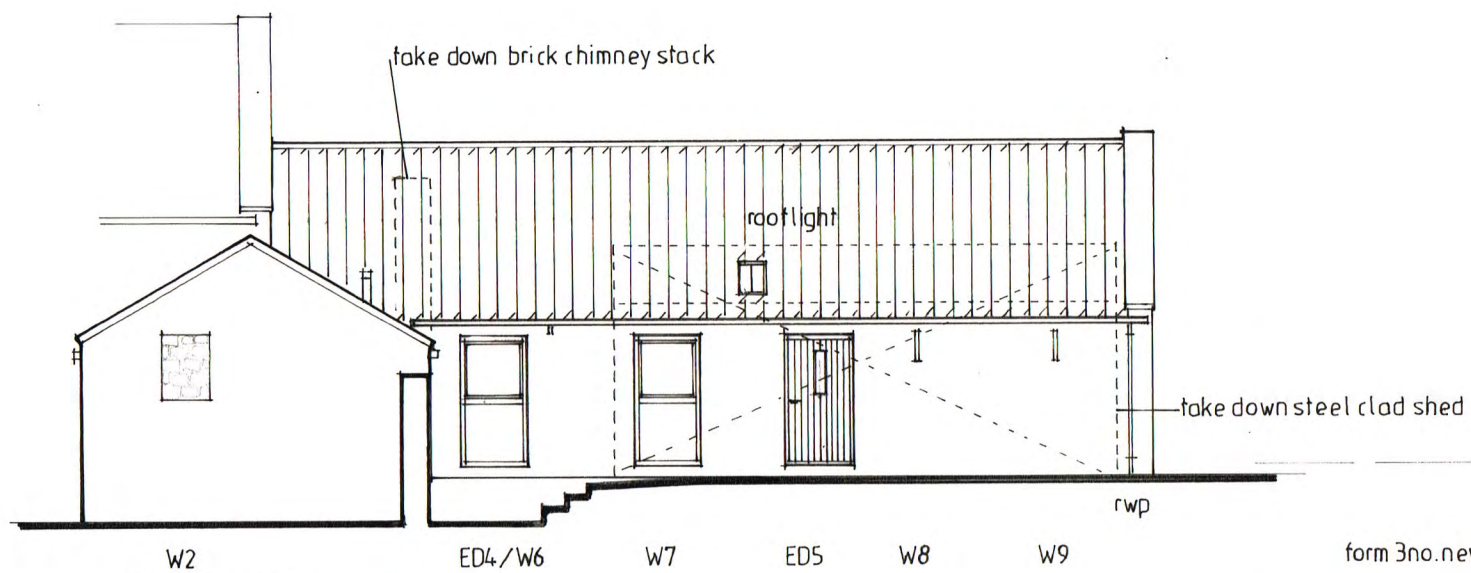 take down brick chimney stack
rooflight
take down steel clad shed
rwp
W2
ED4/W6
W7
ED5
W8
W9
form 3no.